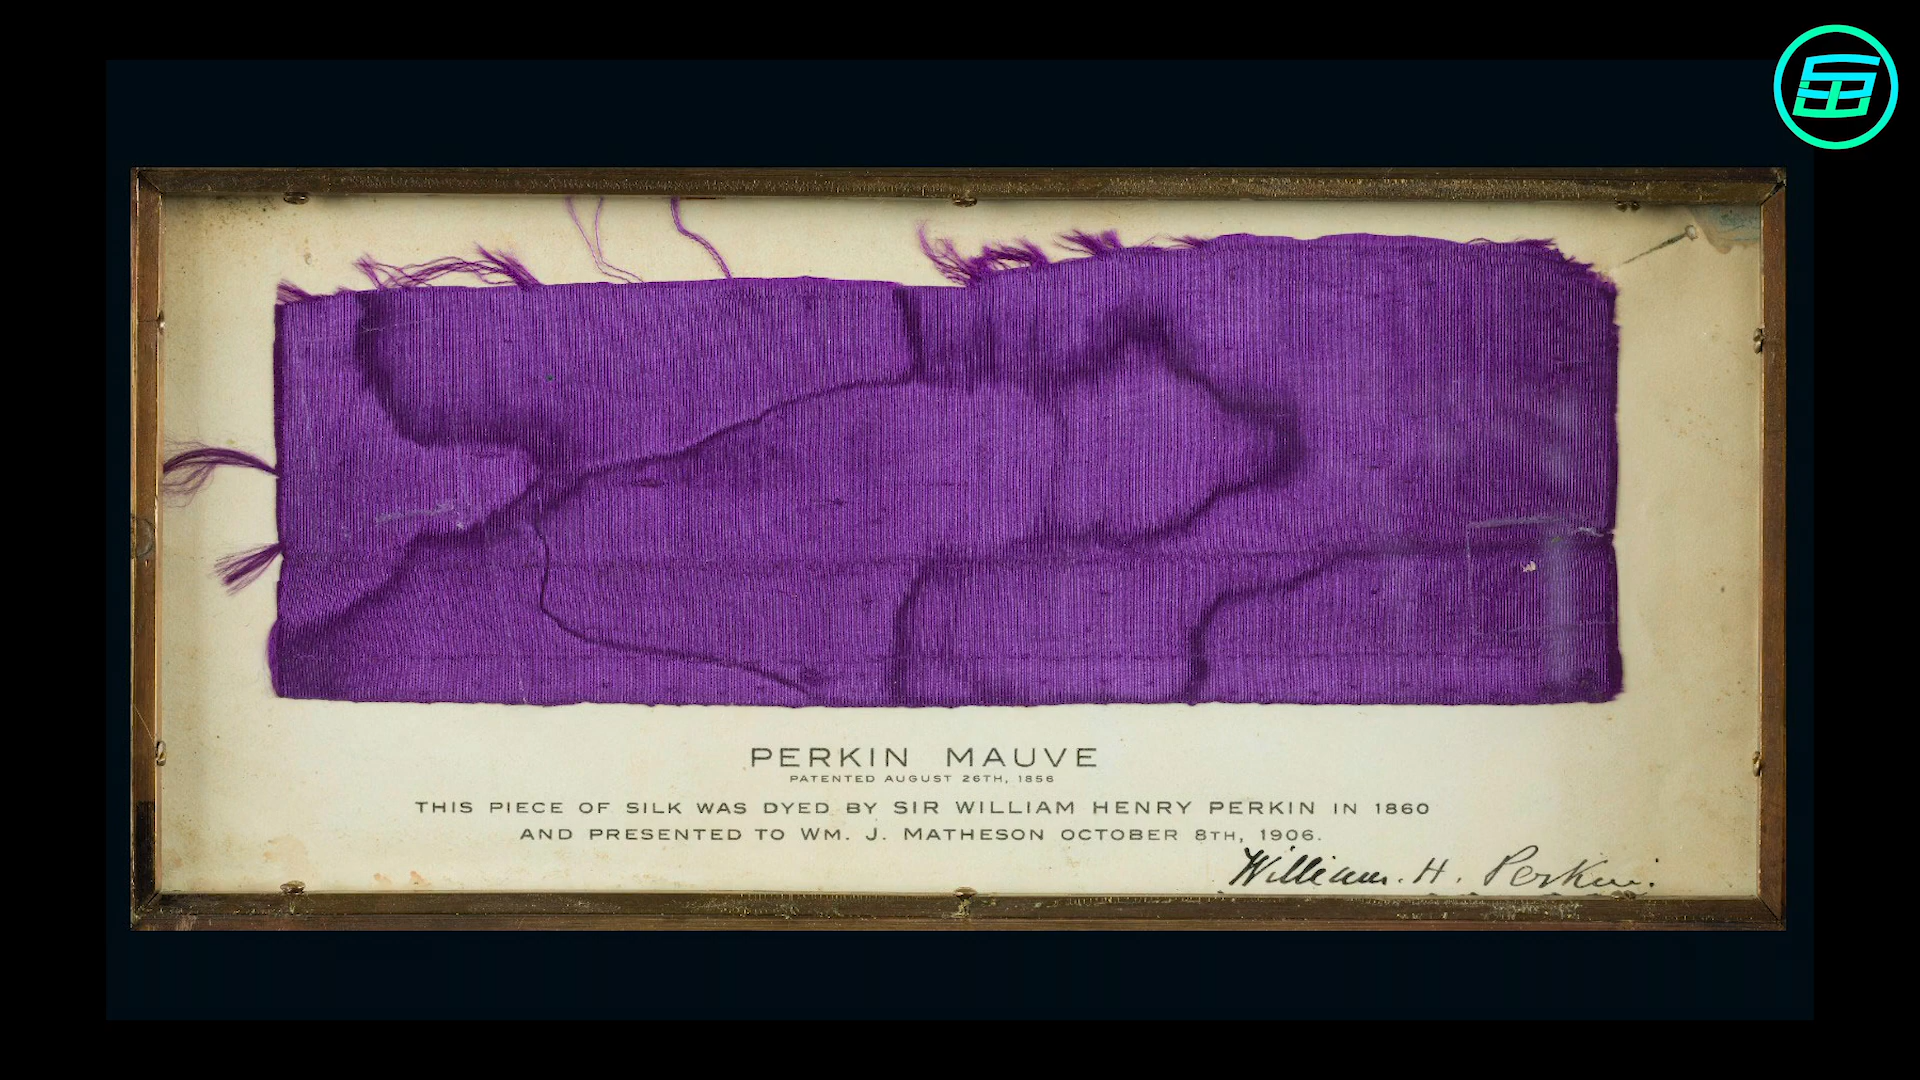 PERKIN MAUVE
PATENTED AUGUST 26TH, 1856
THIS PIECE OF SILK WAS DYED BY SIR WILLIAM HENRY PERKIN IN 1860
AND PRESENTED TO WM. J. MATHESON OCTOBER 8TH, 1906.
William. H. Perkin.